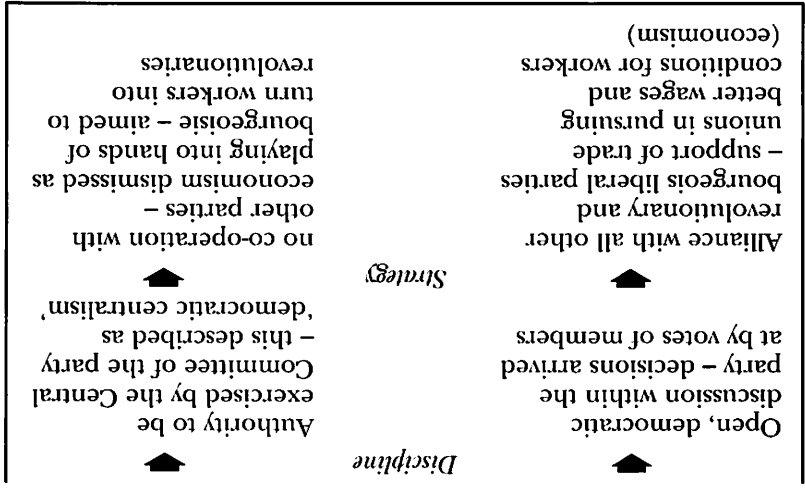 Discipline
Open, democratic
discussion within the
party – decisions arrived
at by votes of members
Authority to be
exercised by the Central
Committee of the party
– this described as
'democratic centralism'
Strategy
Alliance with all other
revolutionary and
bourgeois liberal parties
– support of trade
unions in pursuing
better wages and
conditions for workers
(economism)
no co-operation with
other parties –
economism dismissed as
playing into hands of
bourgeoisie – aimed to
turn workers into
revolutionaries